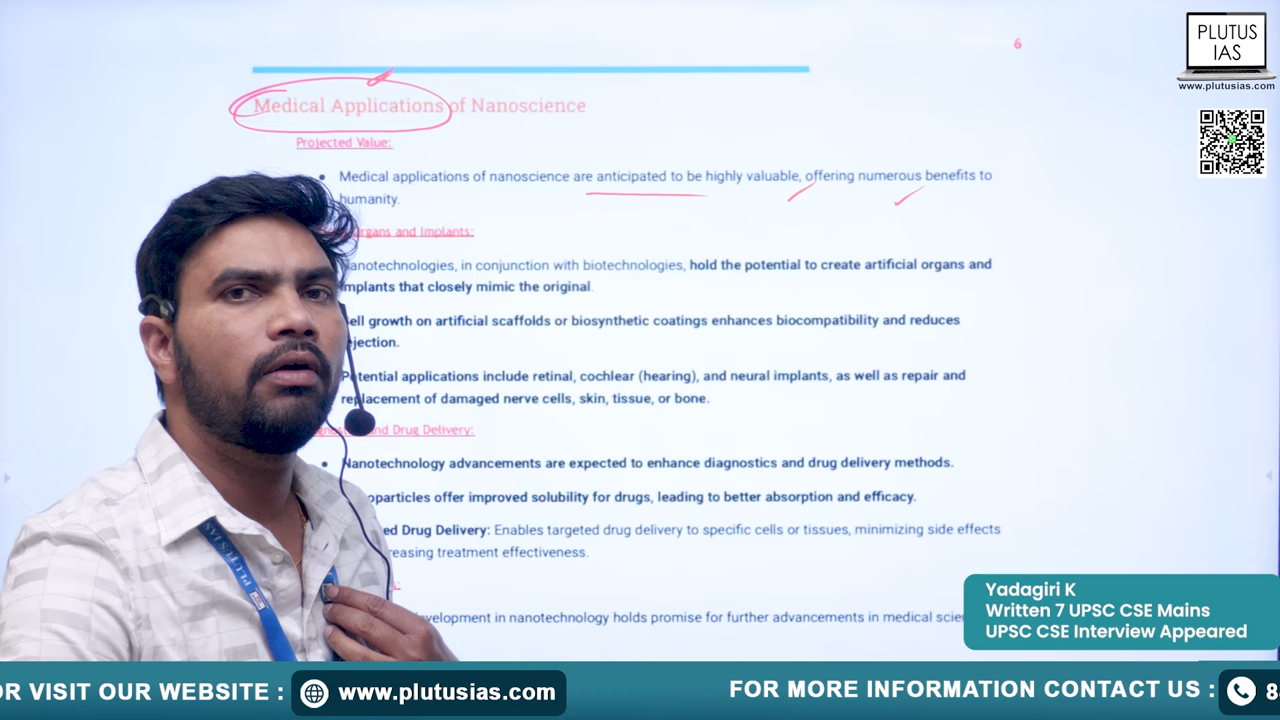 6
PLUTUS
IAS
www.plutusias.com
Medical Applications of Nanoscience
Projected Value:
• Medical applications of nanoscience are anticipated to be highly valuable, offering numerous benefits to
humanity.
Organs and Implants:
Nanotechnologies, in conjunction with biotechnologies, hold the potential to create artificial organs and
implants that closely mimic the original.
Cell growth on artificial scaffolds or biosynthetic coatings enhances biocompatibility and reduces
rejection.
Potential applications include retinal, cochlear (hearing), and neural implants, as well as repair and
replacement of damaged nerve cells, skin, tissue, or bone.
and Drug Delivery:
• Nanotechnology advancements are expected to enhance diagnostics and drug delivery methods.
offer improved solubility for drugs, leading to better absorption and efficacy.
Drug Delivery: Enables targeted drug delivery to specific cells or tissues, minimizing side effects
treatment effectiveness.
in nanotechnology holds promise for further advancements in medical
PLUTUS IAS
Yadagiri K
Written 7 UPSC CSE Mains
UPSC CSE Interview Appeared
VISIT OUR WEBSITE : www.plutusias.com
FOR MORE INFORMATION CONTACT US :